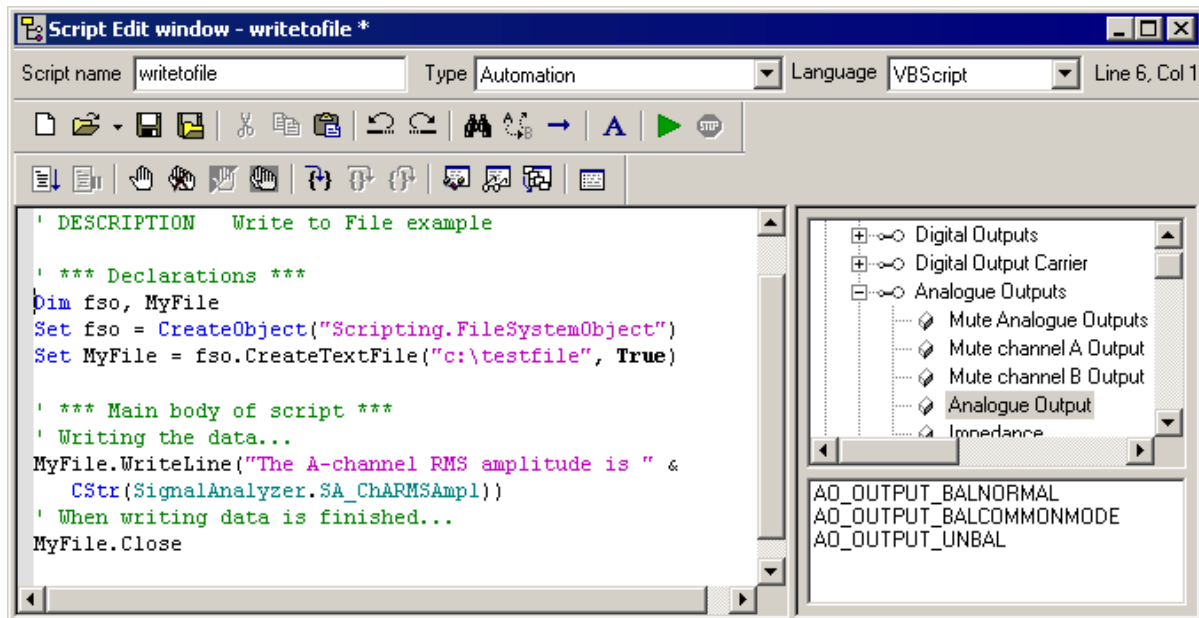 Script Edit window - writetofile *
Script name writetofile Type Automation Language VBScript Line 6, Col 1
A STOP
' DESCRIPTION   Write to File example
' *** Declarations ***
Dim fso, MyFile
Set fso = CreateObject("Scripting.FileSystemObject")
Set MyFile = fso.CreateTextFile("c:\testfile", True)
' *** Main body of script ***
' Writing the data...
MyFile.WriteLine("The A-channel RMS amplitude is " &
CStr(SignalAnalyzer.SA_ChARMSAmpl))
' When writing data is finished...
MyFile.Close
Digital Outputs
Digital Output Carrier
Analogue Outputs
Mute Analogue Outputs
Mute channel A Output
Mute channel B Output
Analogue Output
Impedance
AO_OUTPUT_BALNORMAL
AO_OUTPUT_BALCOMMONMODE
AO_OUTPUT_UNBAL